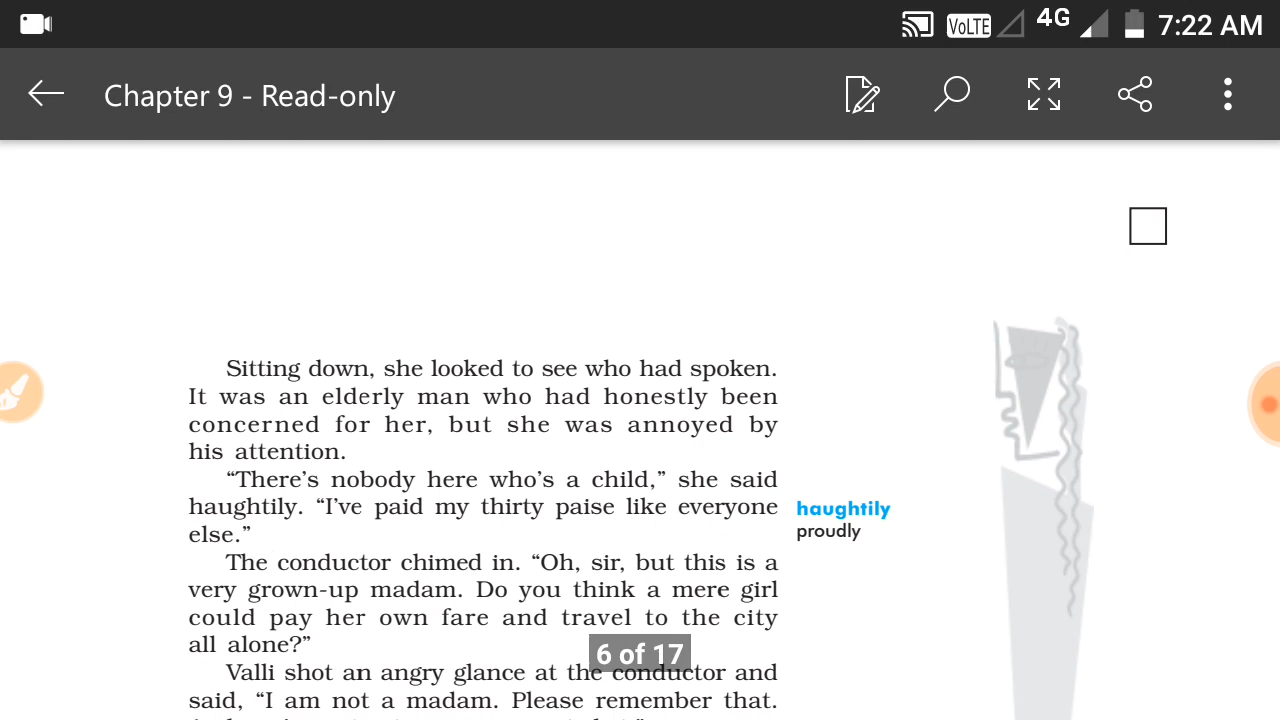 VoLTE 4G 7:22 AM
Chapter 9 - Read-only
Sitting down, she looked to see who had spoken.
It was an elderly man who had honestly been
concerned for her, but she was annoyed by
his attention.
“There’s nobody here who’s a child,” she said
haughtily. “I’ve paid my thirty paise like everyone
else.”
haughtily
proudly
The conductor chimed in. “Oh, sir, but this is a
very grown-up madam. Do you think a mere girl
could pay her own fare and travel to the city
all alone?”
6 of 17
Valli shot an angry glance at the conductor and
said, “I am not a madam. Please remember that.